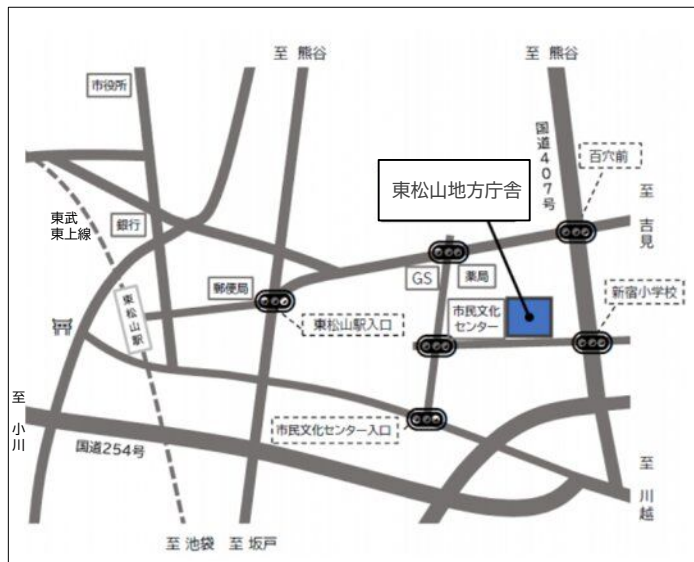 至 熊谷
至 熊谷
市役所
国道407号
百穴前
東松山地方庁舎
至 吉見
東武
東上線
銀行
GS
薬局
郵便局
東松山駅
東松山駅入口
市民文化
センター
新宿小学校
至 小川
市民文化センター入口
国道254号
至 川越
至 池袋
至 坂戸